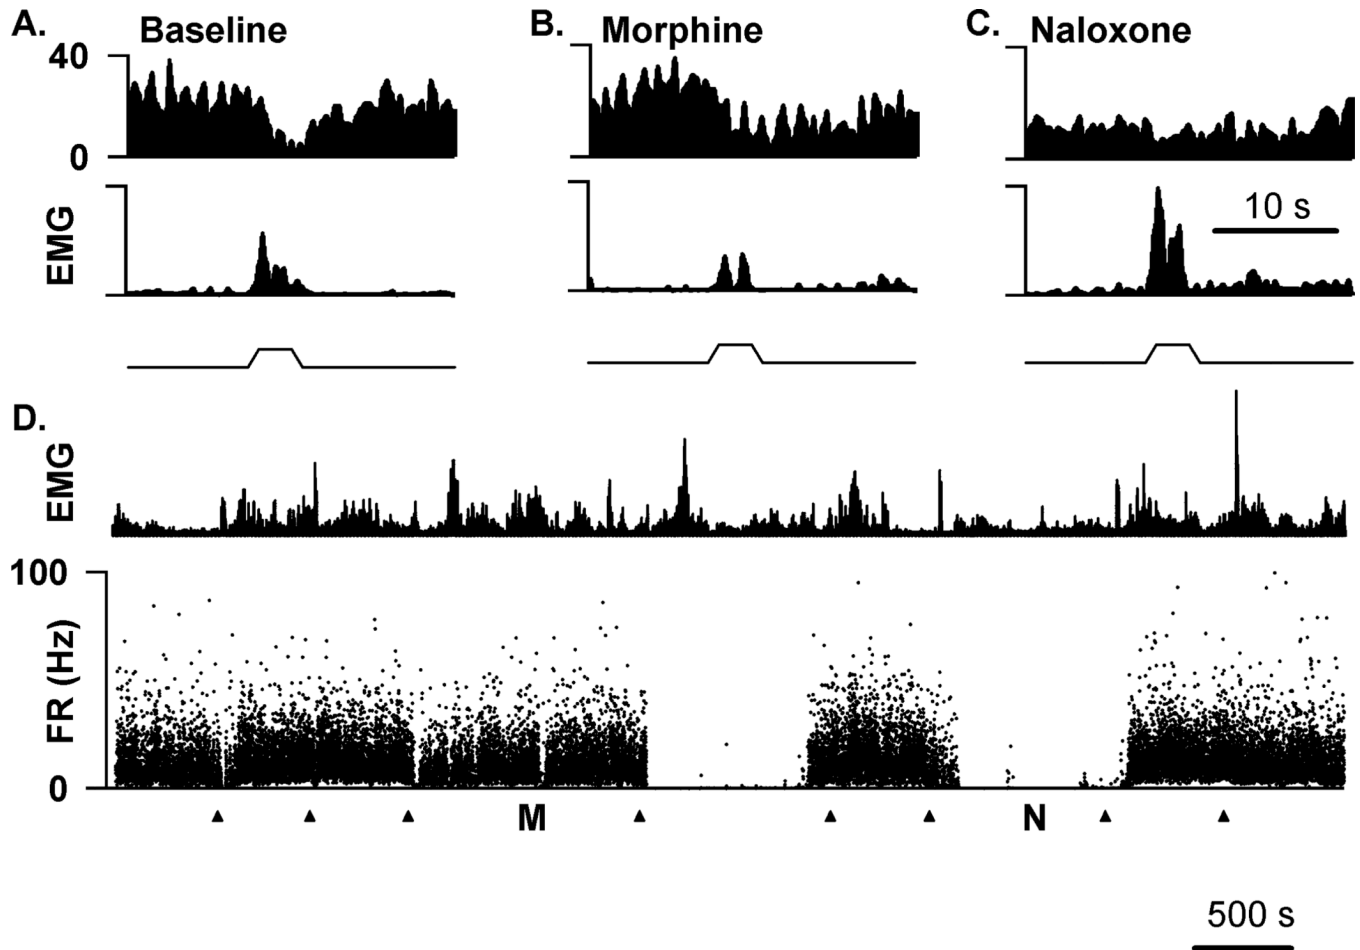 A. Baseline
B. Morphine
C. Naloxone
40
0
EMG
10 s
D.
EMG
100
FR (Hz)
0
M
N
500 s